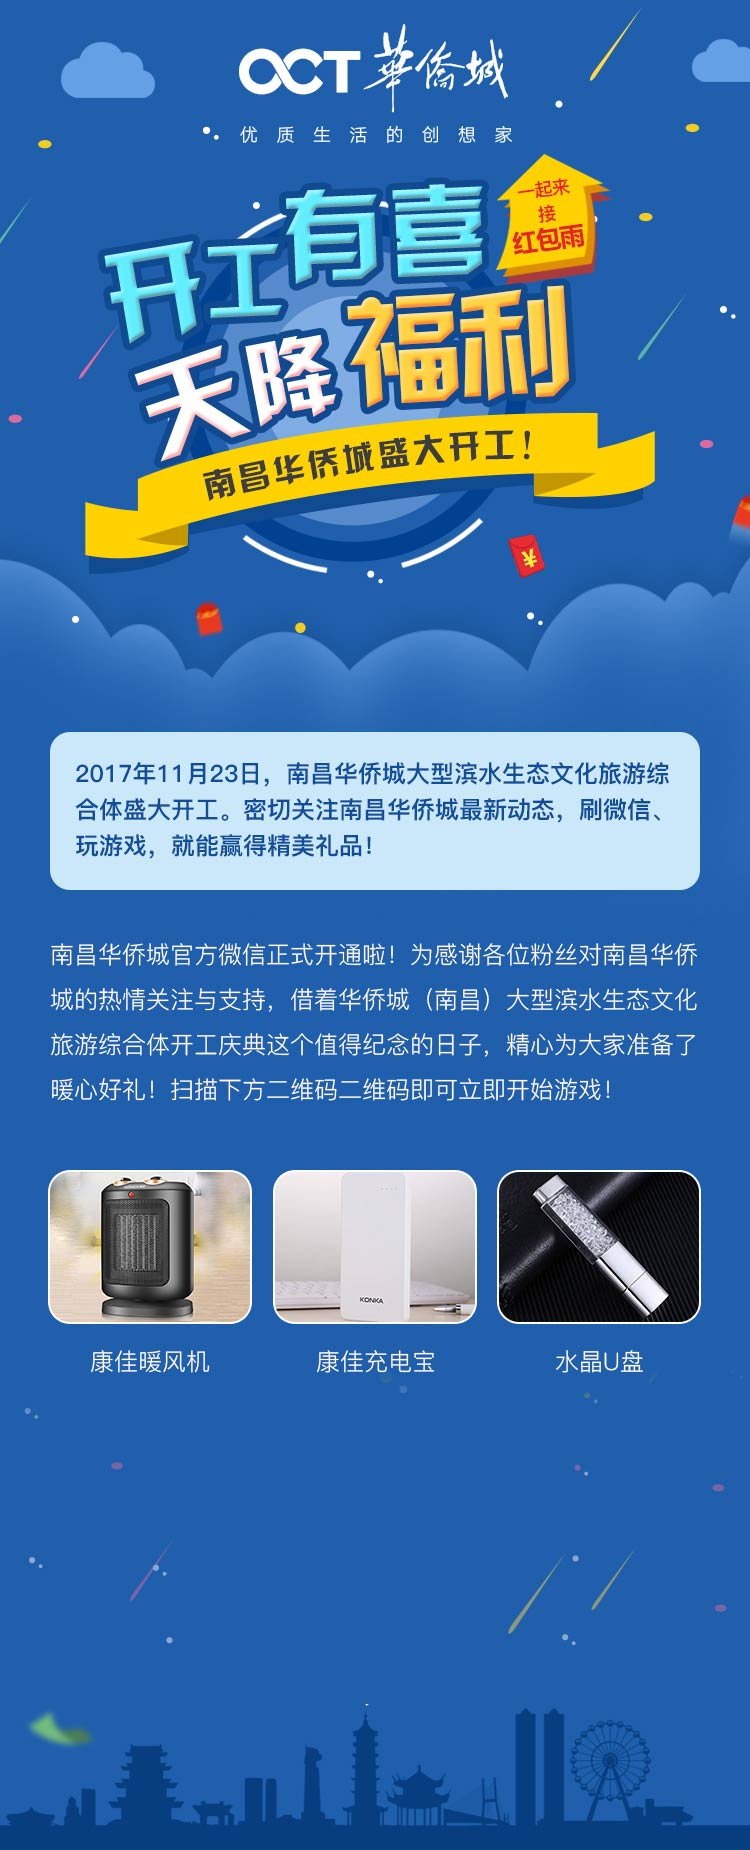 OCT華僑城
优质生活的创想家
一起来
接
红包雨
开工有喜
天降福利
南昌华侨城盛大开工！
2017年11月23日，南昌华侨城大型滨水生态文化旅游综
合体盛大开工。密切关注南昌华侨城最新动态，刷微信、
玩游戏，就能赢得精美礼品！
南昌华侨城官方微信正式开通啦！为感谢各位粉丝对南昌华侨
城的热情关注与支持，借着华侨城（南昌）大型滨水生态文化
旅游综合体开工庆典这个值得纪念的日子，精心为大家准备了
暖心好礼！扫描下方二维码二维码即可立即开始游戏！
KONKA
康佳暖风机
康佳充电宝
水晶U盘